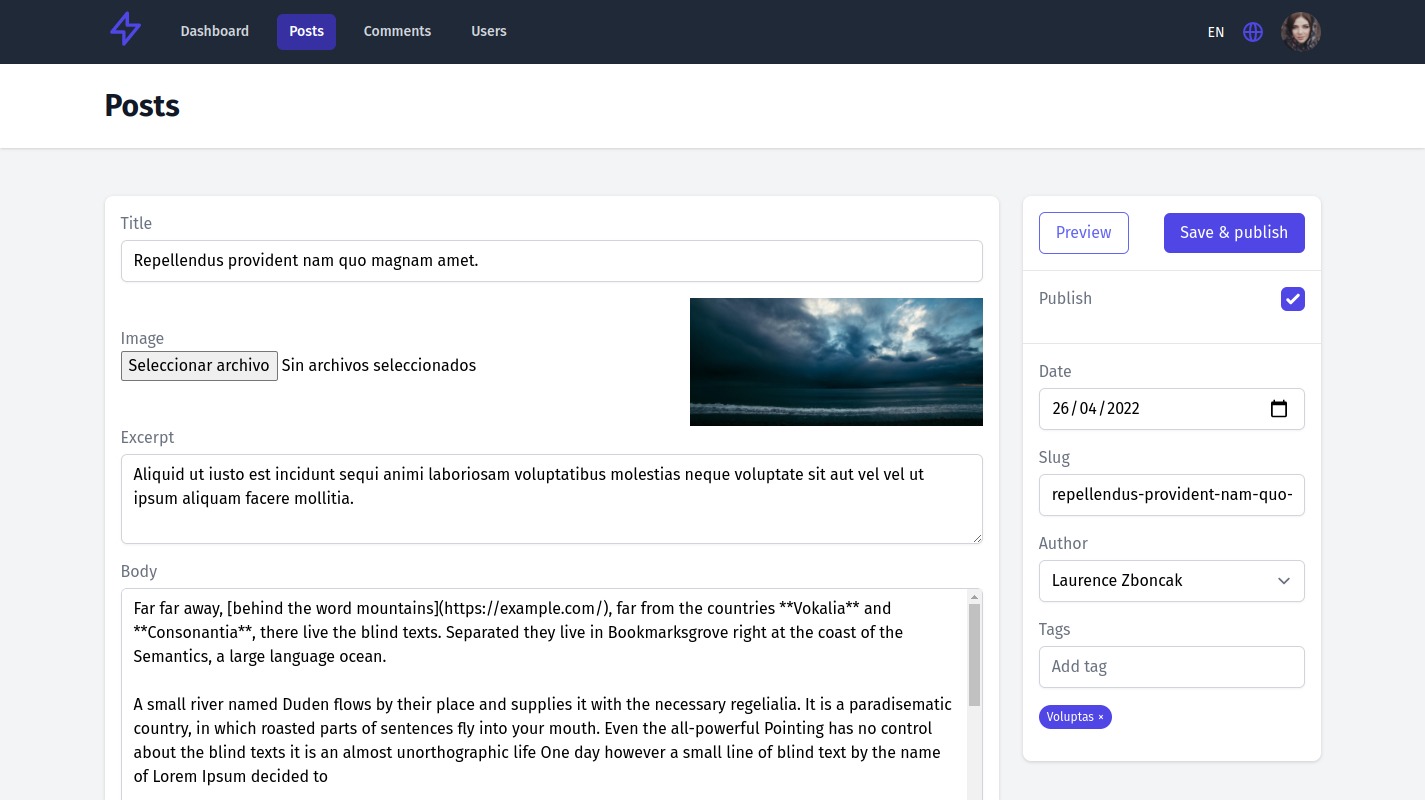 Dashboard Posts Comments Users EN
Posts
Title
Repellendus provident nam quo magnam amet.
Image
Seleccionar archivo Sin archivos seleccionados
Excerpt
Aliquid ut iusto est incidunt sequi animi laboriosam voluptatibus molestias neque voluptate sit aut vel vel ut
ipsum aliquam facere mollitia.
Body
Far far away, [behind the word mountains](https://example.com/), far from the countries **Vokalia** and
**Consonantia**, there live the blind texts. Separated they live in Bookmarksgrove right at the coast of the
Semantics, a large language ocean.
A small river named Duden flows by their place and supplies it with the necessary regelialia. It is a paradisematic
country, in which roasted parts of sentences fly into your mouth. Even the all-powerful Pointing has no control
about the blind texts it is an almost unorthographic life One day however a small line of blind text by the name
of Lorem Ipsum decided to
Preview Save & publish
Publish
Date
26/04/2022
Slug
repellendus-provident-nam-quo-
Author
Laurence Zboncak
Tags
Add tag
Voluptas ×